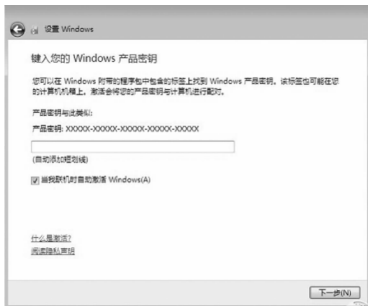 设置 Windows
键入您的 Windows 产品密钥
您可以在 Windows 附带的程序包中包含的标签上找到 Windows 产品密钥。该标签也可能在您
的计算机机箱上。激活会将您的产品密钥与计算机进行配对。
产品密钥与此类似:
产品密钥: XXXXX-XXXXX-XXXXX-XXXXX-XXXXX
(自动添加短划线)
当我联机时自动激活 Windows(A)
什么是激活?
阅读隐私声明
下一步(N)